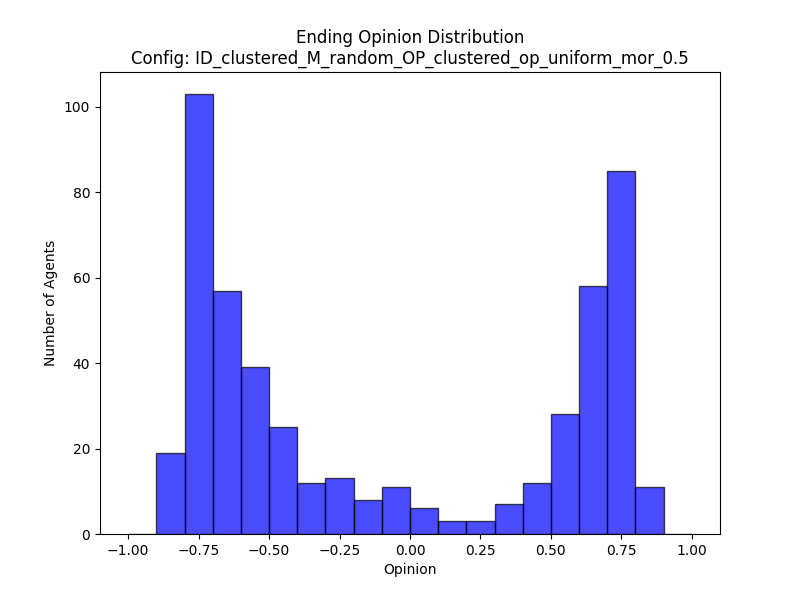 Ending Opinion Distribution
Config: ID_clustered_M_random_OP_clustered_op_uniform_mor_0.5
100
80
60
40
20
0
Number of Agents
−1.00 −0.75 −0.50 −0.25 0.00 0.25 0.50 0.75 1.00
Opinion